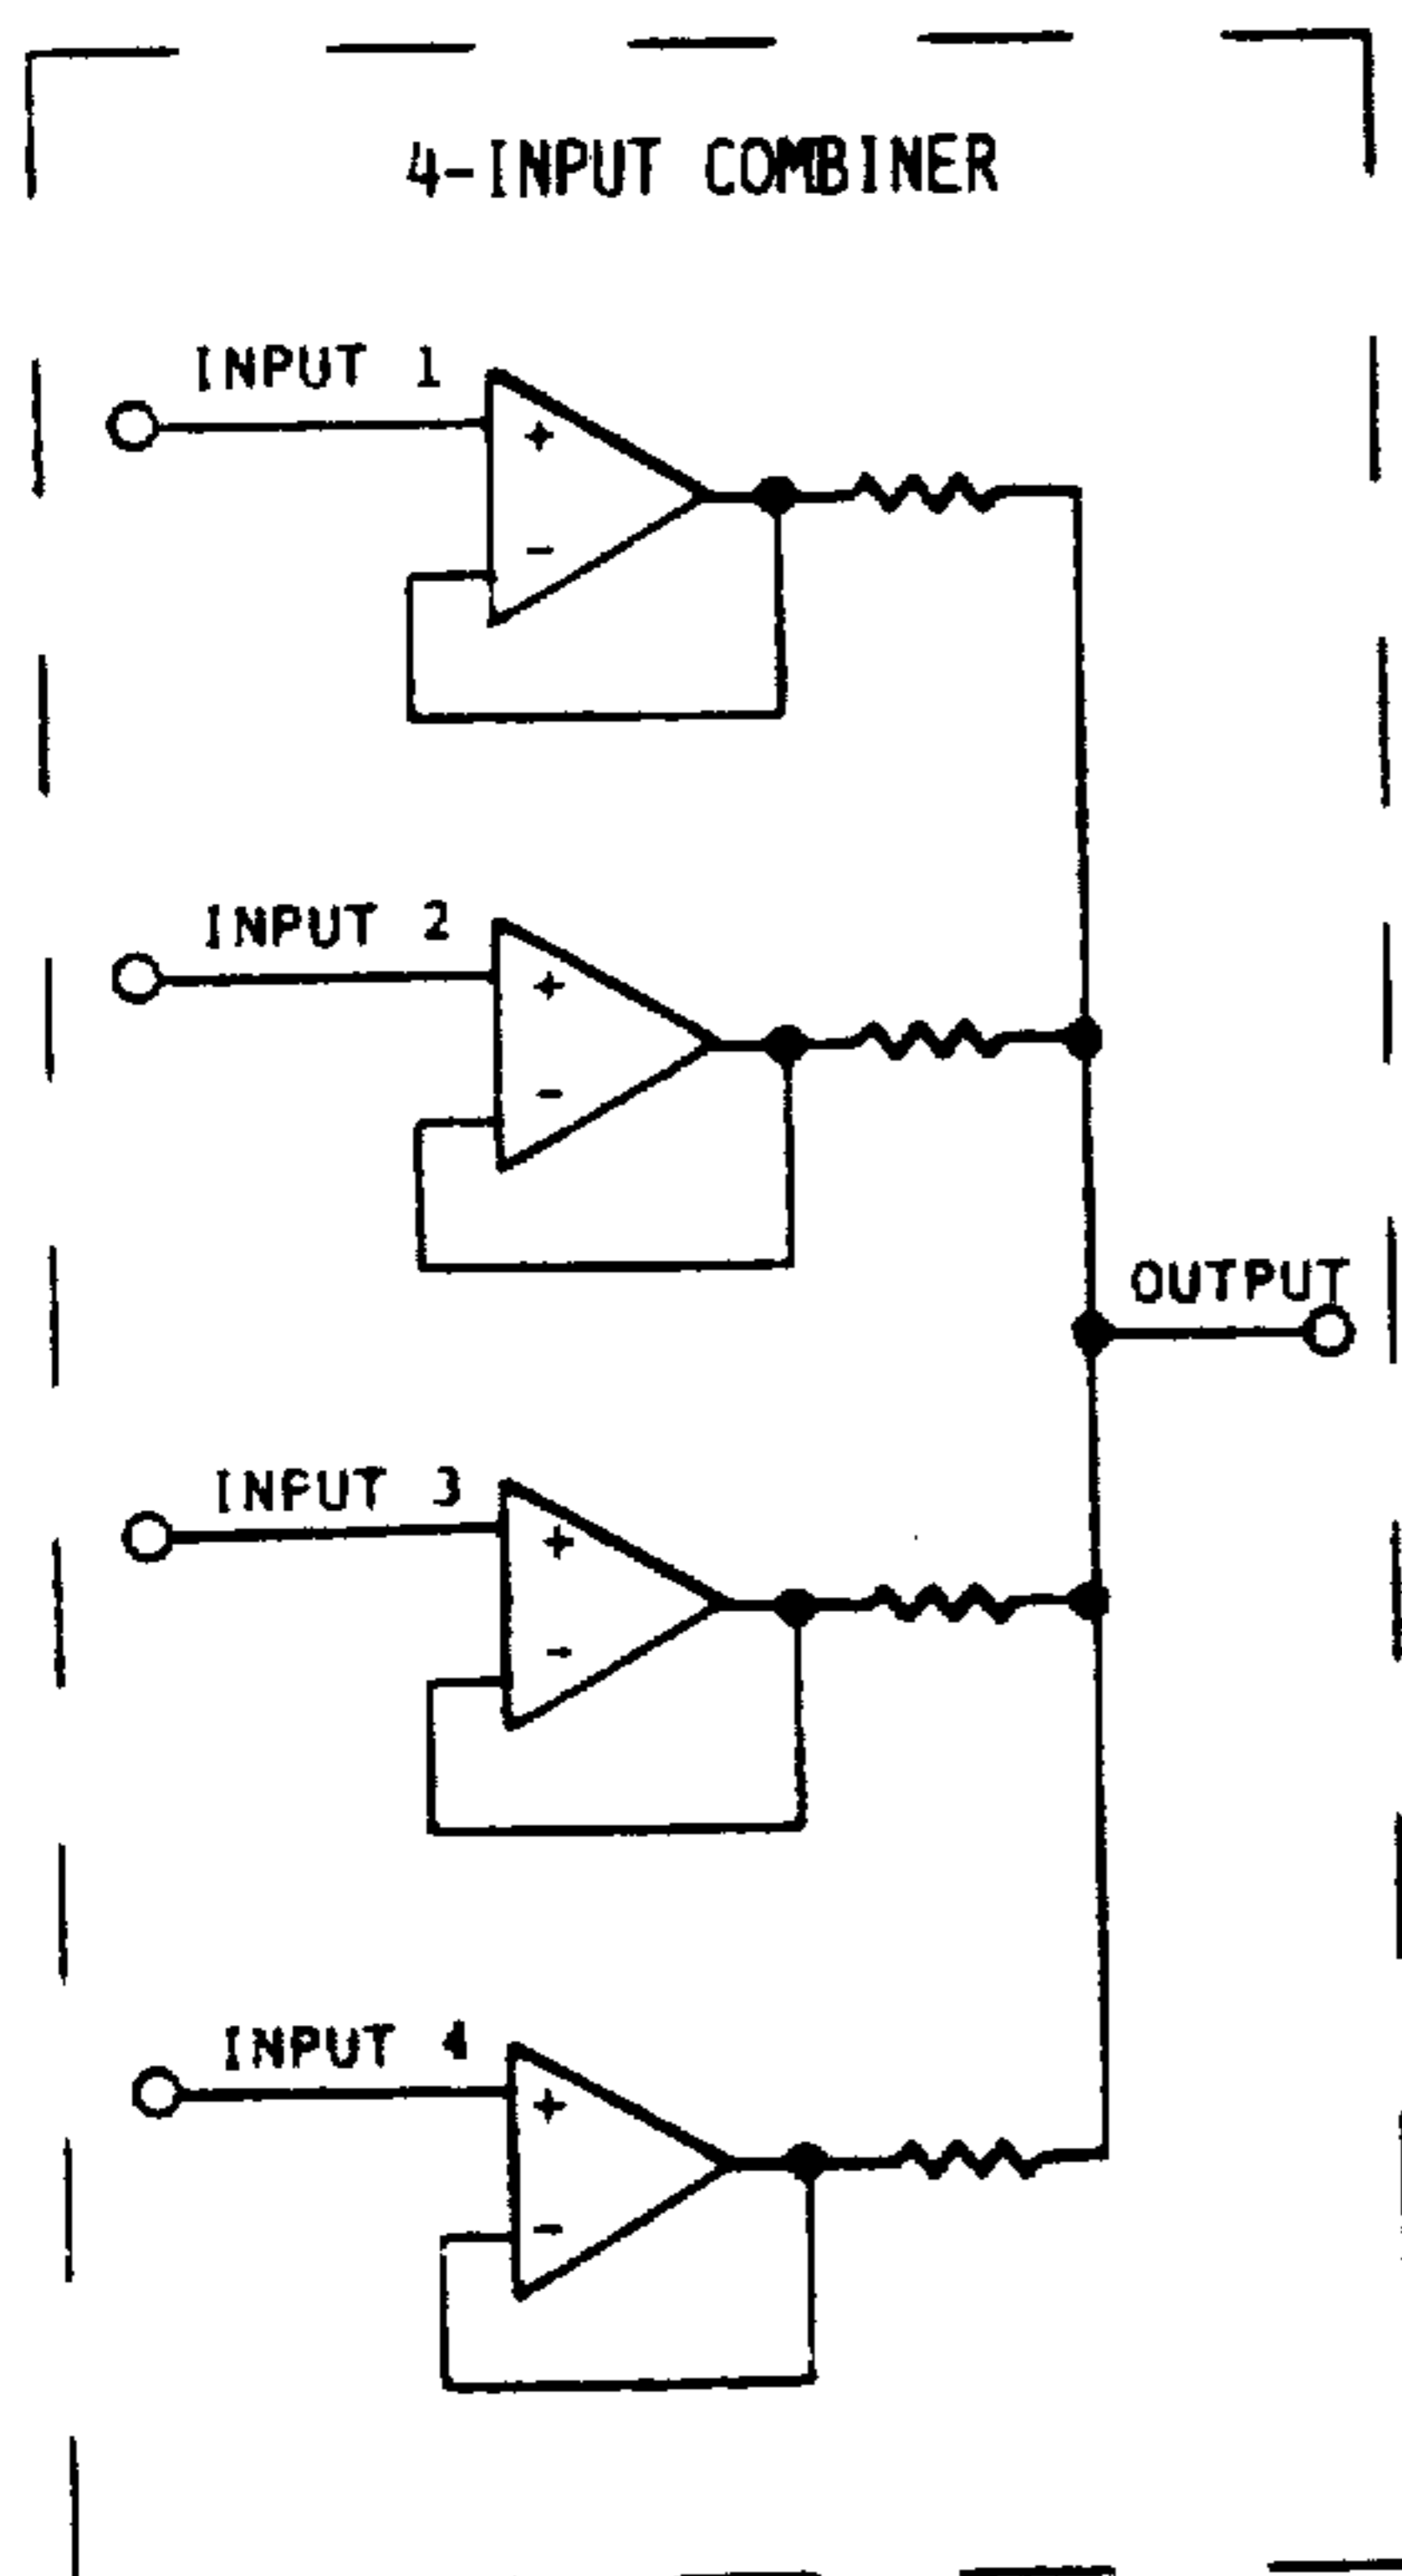 4-INPUT COMBINER
INPUT 1
+
-
INPUT 2
+
-
OUTPUT
INPUT 3
+
-
INPUT 4
+
-